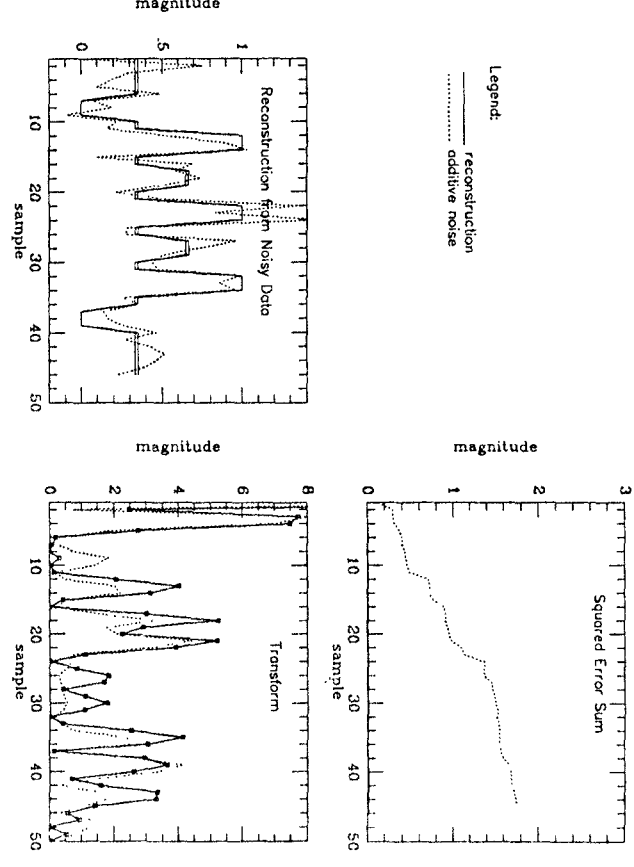 magnitude
0 .5 1
Reconstruction from Noisy Data
10 20 30 40 50
sample
Legend:
reconstruction
additive noise
magnitude
0 1 2 3
Squared Error Sum
10 20 30 40 50
sample
magnitude
0 2 4 6 8
Transform
10 20 30 40 50
sample